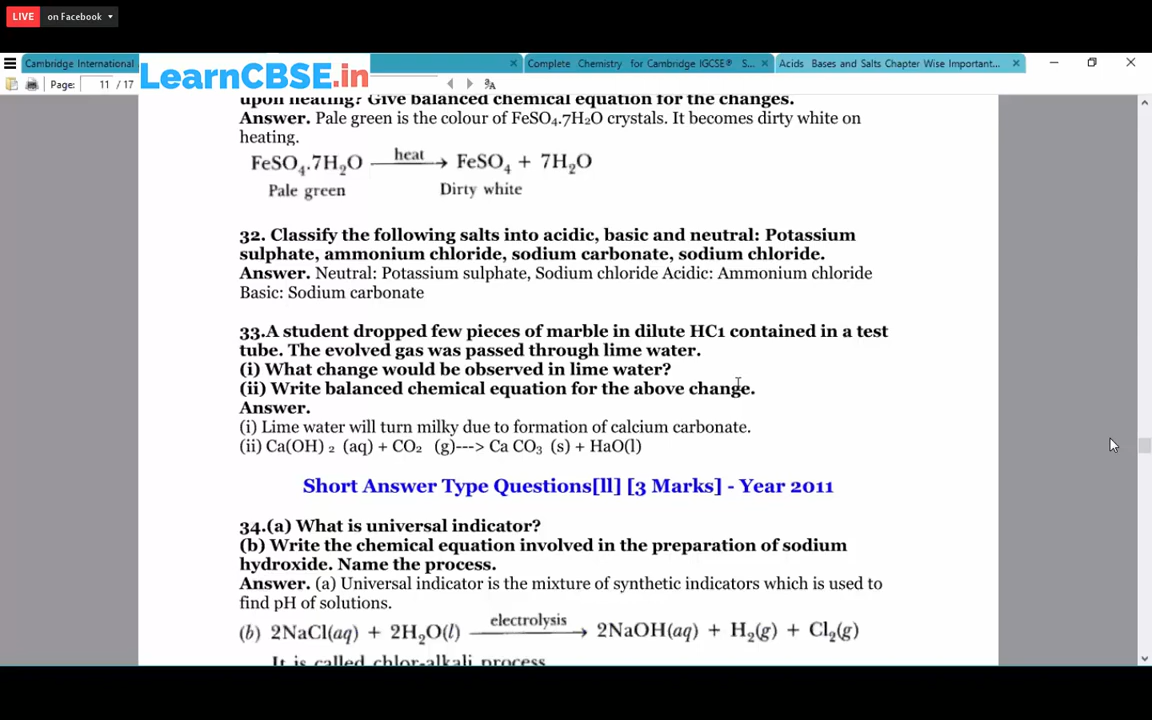 LIVE on Facebook
Cambridge International
LearnCBSE.in
Complete Chemistry for Cambridge IGCSE® S...
Acids Bases and Salts Chapter Wise Important...
Page: 11 / 17
upon heating? Give balanced chemical equation for the changes.
Answer. Pale green is the colour of FeSO₄.7H₂O crystals. It becomes dirty white on
heating.
FeSO₄.7H₂O heat → FeSO₄ + 7H₂O
Pale green Dirty white
32. Classify the following salts into acidic, basic and neutral: Potassium
sulphate, ammonium chloride, sodium carbonate, sodium chloride.
Answer. Neutral: Potassium sulphate, Sodium chloride Acidic: Ammonium chloride
Basic: Sodium carbonate
33.A student dropped few pieces of marble in dilute HC1 contained in a test
tube. The evolved gas was passed through lime water.
(i) What change would be observed in lime water?
(ii) Write balanced chemical equation for the above change.
Answer.
(i) Lime water will turn milky due to formation of calcium carbonate.
(ii) Ca(OH) ₂ (aq) + CO₂ (g)---> Ca CO₃ (s) + HaO(l)
Short Answer Type Questions[ll] [3 Marks] - Year 2011
34.(a) What is universal indicator?
(b) Write the chemical equation involved in the preparation of sodium
hydroxide. Name the process.
Answer. (a) Universal indicator is the mixture of synthetic indicators which is used to
find pH of solutions.
(b) 2NaCl(aq) + 2H₂O(l) electrolysis → 2NaOH(aq) + H₂(g) + Cl₂(g)
It is called chlor-alkali process